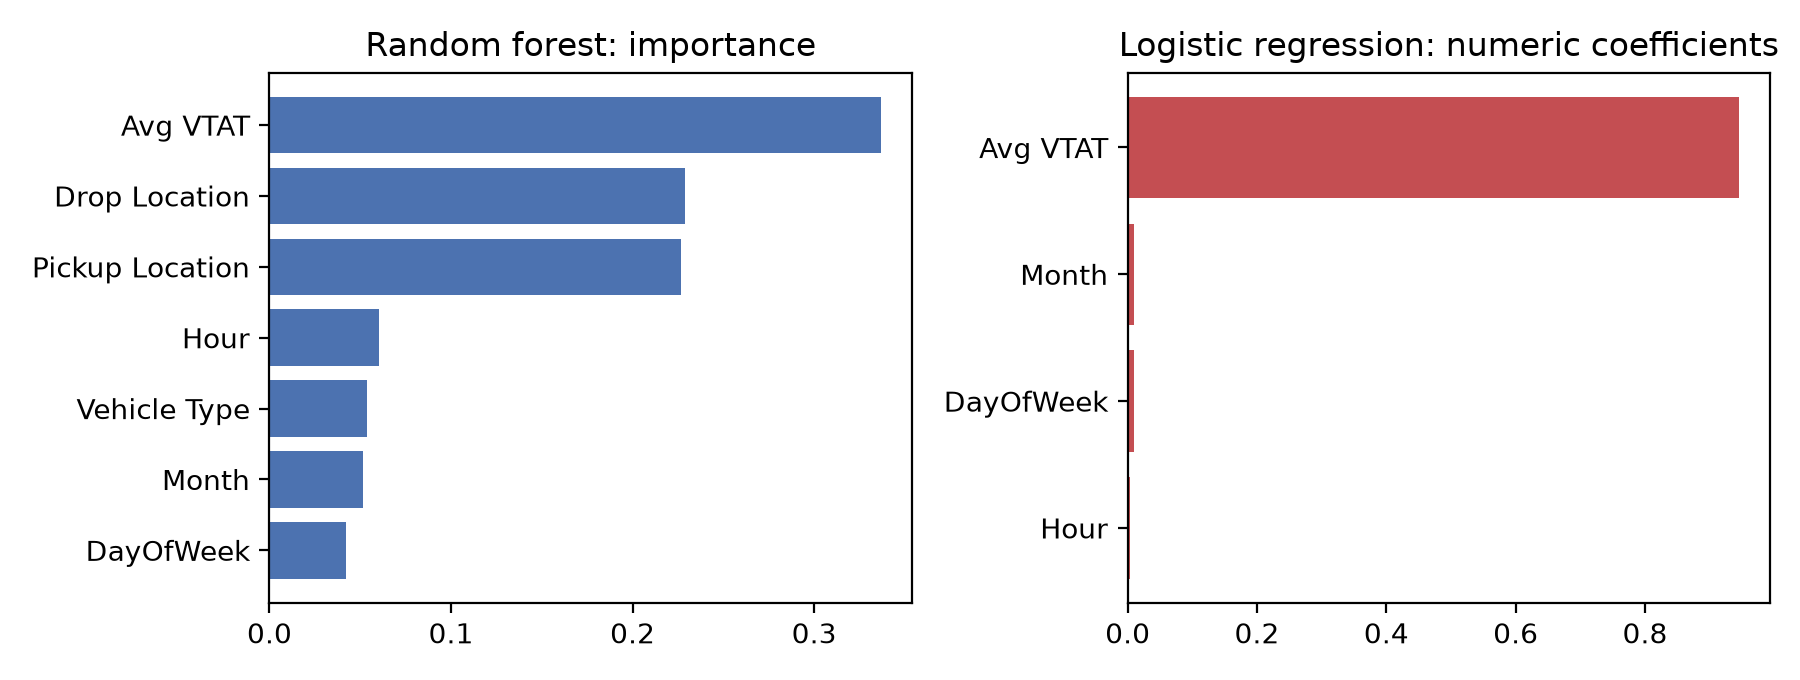 Random forest: importance
Avg VTAT
Drop Location
Pickup Location
Hour
Vehicle Type
Month
DayOfWeek
0.0 0.1 0.2 0.3
Logistic regression: numeric coefficients
Avg VTAT
Month
DayOfWeek
Hour
0.0 0.2 0.4 0.6 0.8